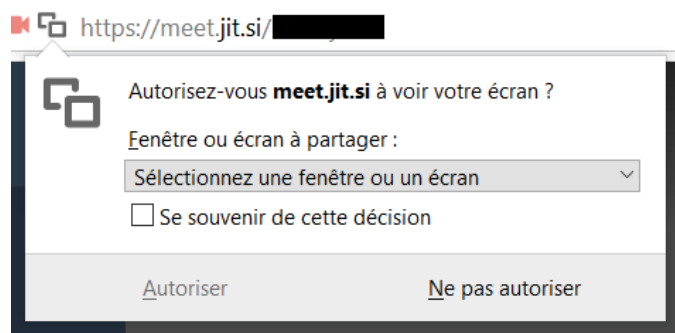 https://meet.jit.si/
Autorisez-vous meet.jit.si à voir votre écran ?
Fenêtre ou écran à partager :
Sélectionnez une fenêtre ou un écran
Se souvenir de cette décision
Autoriser
Ne pas autoriser